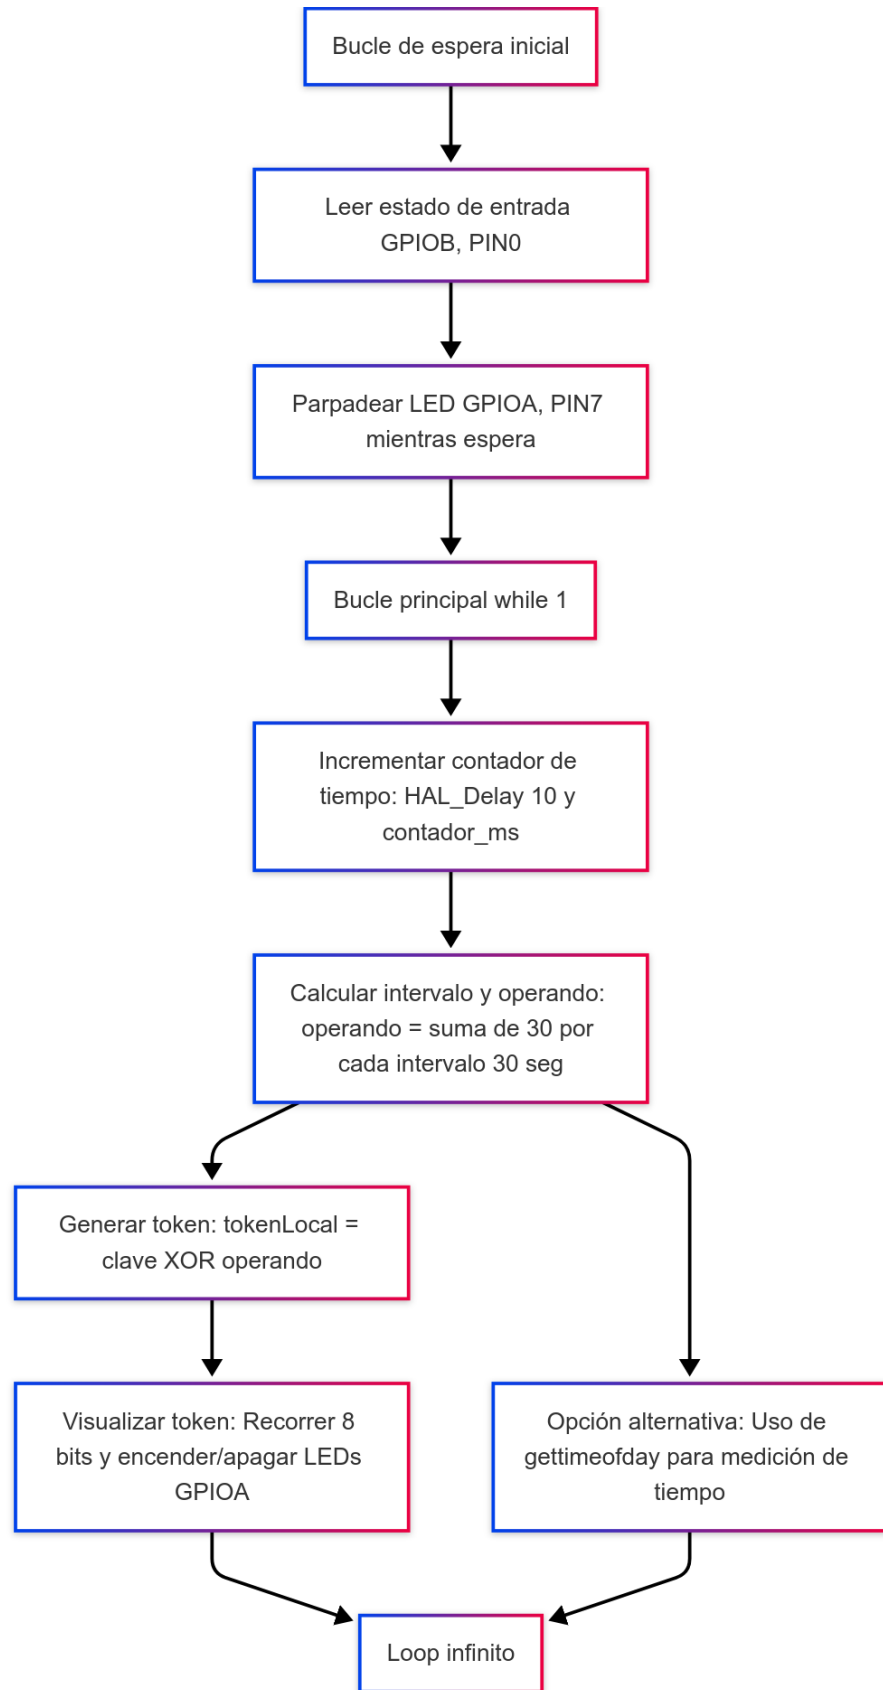 Bucle de espera inicial
Leer estado de entrada
GPIOB, PIN0
Parpadear LED GPIOA, PIN7
mientras espera
Bucle principal while 1
Incrementar contador de
tiempo: HAL_Delay 10 y
contador_ms
Calcular intervalo y operando:
operando = suma de 30 por
cada intervalo 30 seg
Generar token: tokenLocal =
clave XOR operando
Visualizar token: Recorrer 8
bits y encender/apagar LEDs
GPIOA
Opción alternativa: Uso de
gettimeofday para medición de
tiempo
Loop infinito